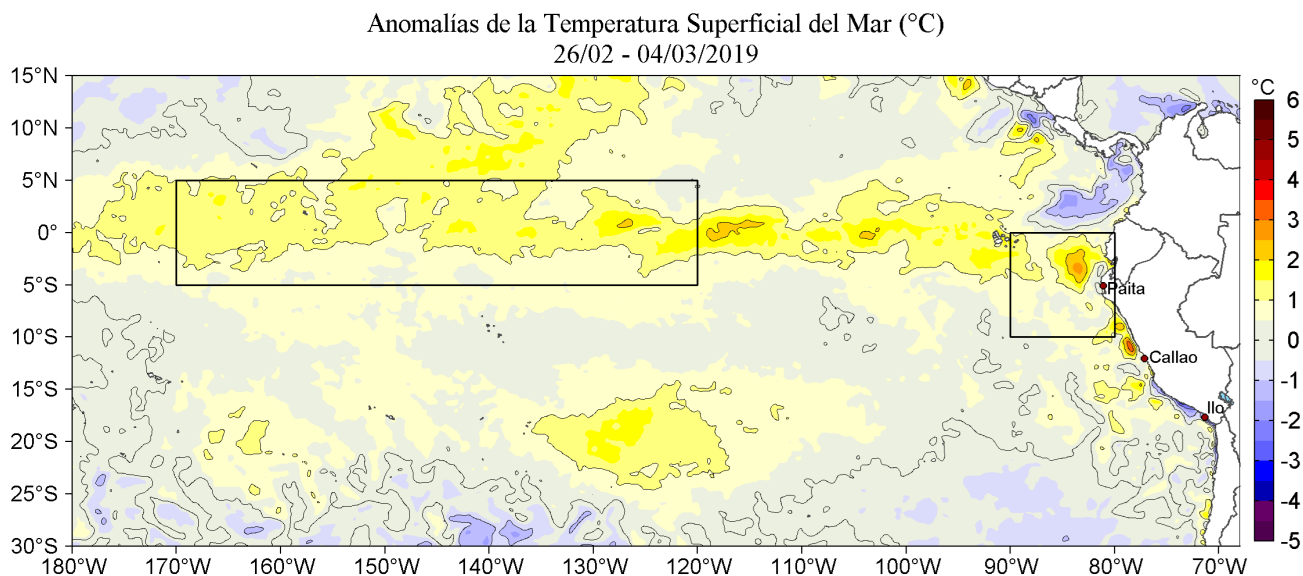 Anomalías de la Temperatura Superficial del Mar (°C)
26/02 - 04/03/2019
15°N
10°N
5°N
0°
5°S
10°S
15°S
20°S
25°S
30°S
180°W
170°W
160°W
150°W
140°W
130°W
120°W
110°W
100°W
90°W
80°W
70°W
Paita
Callao
Ilo
°C
6
5
4
3
2
1
0
-1
-2
-3
-4
-5